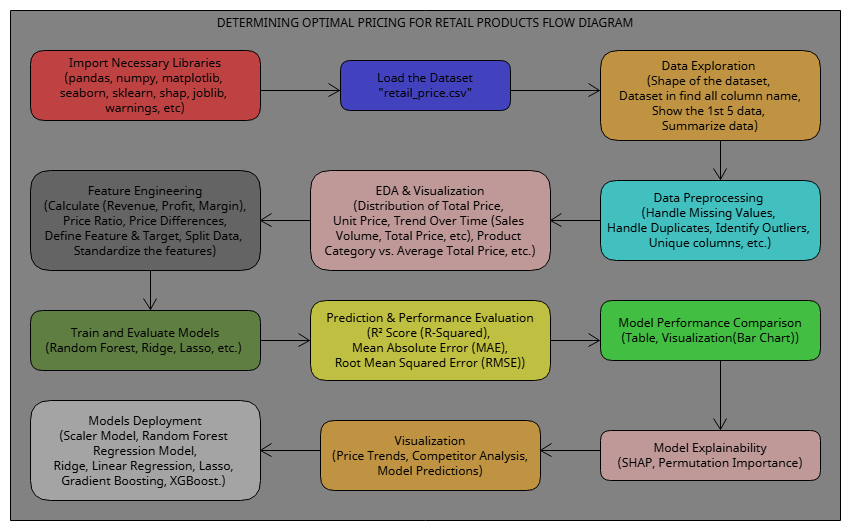 DETERMINING OPTIMAL PRICING FOR RETAIL PRODUCTS FLOW DIAGRAM
Import Necessary Libraries
(pandas, numpy, matplotlib,
seaborn, sklearn, shap, joblib,
warnings, etc)
Load the Dataset
"retail_price.csv"
Data Exploration
(Shape of the dataset,
Dataset in find all column name,
Show the 1st 5 data,
Summarize data)
Feature Engineering
(Calculate (Revenue, Profit, Margin),
Price Ratio, Price Differences,
Define Feature & Target, Split Data,
Standardize the features)
EDA & Visualization
(Distribution of Total Price,
Unit Price, Trend Over Time (Sales
Volume, Total Price, etc), Product
Category vs. Average Total Price, etc.)
Data Preprocessing
(Handle Missing Values,
Handle Duplicates, Identify Outliers,
Unique columns, etc.)
Train and Evaluate Models
(Random Forest, Ridge, Lasso, etc.)
Prediction & Performance Evaluation
(R² Score (R-Squared),
Mean Absolute Error (MAE),
Root Mean Squared Error (RMSE))
Model Performance Comparison
(Table, Visualization(Bar Chart))
Models Deployment
(Scaler Model, Random Forest
Regression Model,
Ridge, Linear Regression, Lasso,
Gradient Boosting, XGBoost.)
Visualization
(Price Trends, Competitor Analysis,
Model Predictions)
Model Explainability
(SHAP, Permutation Importance)